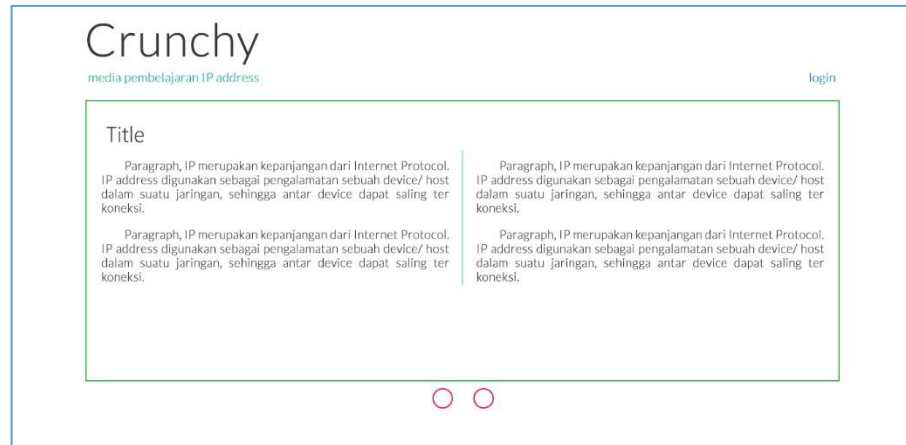 Crunchy
media pembelajaran IP address
login
Title
Paragraph, IP merupakan kepanjangan dari Internet Protocol.
IP address digunakan sebagai pengalamatan sebuah device/ host
dalam suatu jaringan, sehingga antar device dapat saling ter
koneksi.
Paragraph, IP merupakan kepanjangan dari Internet Protocol.
IP address digunakan sebagai pengalamatan sebuah device/ host
dalam suatu jaringan, sehingga antar device dapat saling ter
koneksi.
Paragraph, IP merupakan kepanjangan dari Internet Protocol.
IP address digunakan sebagai pengalamatan sebuah device/ host
dalam suatu jaringan, sehingga antar device dapat saling ter
koneksi.
Paragraph, IP merupakan kepanjangan dari Internet Protocol.
IP address digunakan sebagai pengalamatan sebuah device/ host
dalam suatu jaringan, sehingga antar device dapat saling ter
koneksi.